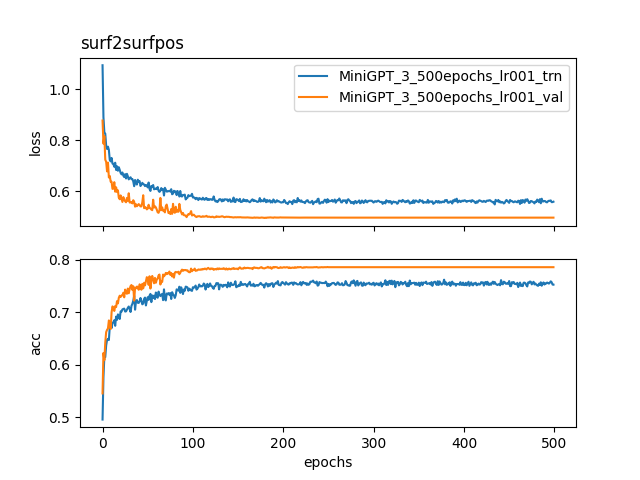 surf2surfpos
MiniGPT_3_500epochs_lr001_trn
MiniGPT_3_500epochs_lr001_val
1.0
0.8
0.6
loss
0.8
0.7
0.6
0.5
acc
0 100 200 300 400 500
epochs